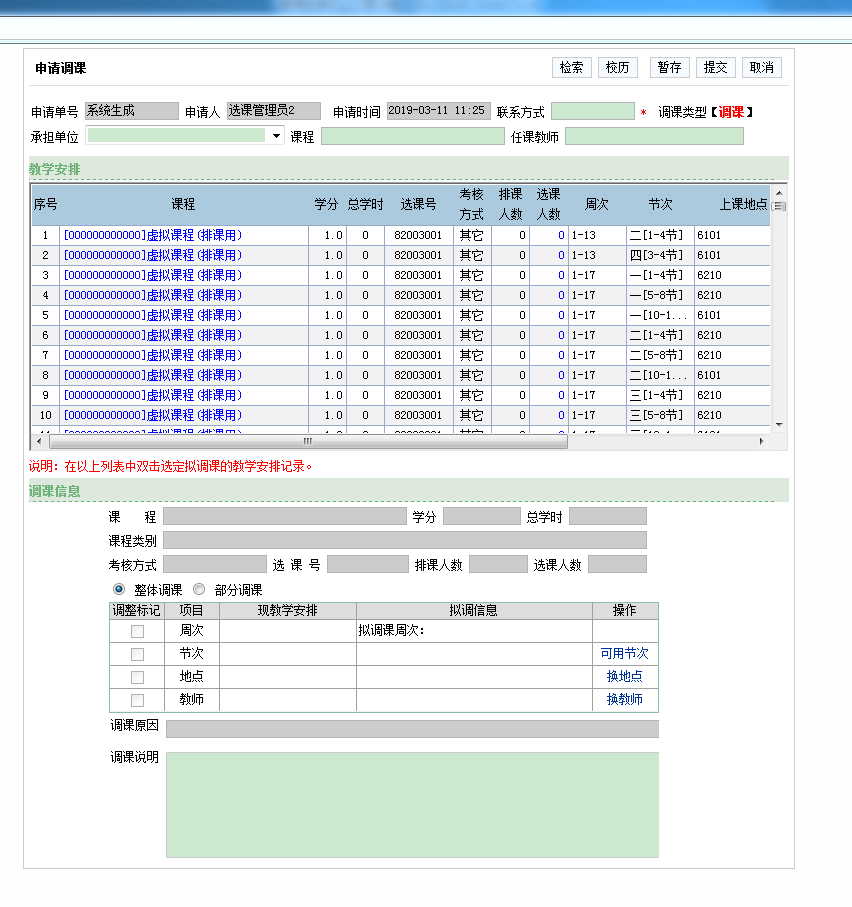 申请调课 检索 校历 暂存 提交 取消
申请单号 系统生成 申请人 选课管理员2 申请时间 2019-03-11 11:25 联系方式 * 调课类型【调课】
承担单位 课程 任课教师
教学安排
序号 课程 学分 总学时 选课号 考核方式 排课人数 选课人数 周次 节次 上课地点
1 [000000000000]虚拟课程(排课用) 1.0 0 82003001 其它 0 0 1-13 二[1-4节] 6101
2 [000000000000]虚拟课程(排课用) 1.0 0 82003001 其它 0 0 1-13 四[3-4节] 6101
3 [000000000000]虚拟课程(排课用) 1.0 0 82003001 其它 0 0 1-17 一[1-4节] 6210
4 [000000000000]虚拟课程(排课用) 1.0 0 82003001 其它 0 0 1-17 一[5-8节] 6210
5 [000000000000]虚拟课程(排课用) 1.0 0 82003001 其它 0 0 1-17 一[10-1... 6101
6 [000000000000]虚拟课程(排课用) 1.0 0 82003001 其它 0 0 1-17 二[1-4节] 6210
7 [000000000000]虚拟课程(排课用) 1.0 0 82003001 其它 0 0 1-17 二[5-8节] 6210
8 [000000000000]虚拟课程(排课用) 1.0 0 82003001 其它 0 0 1-17 二[10-1... 6101
9 [000000000000]虚拟课程(排课用) 1.0 0 82003001 其它 0 0 1-17 三[1-4节] 6210
10 [000000000000]虚拟课程(排课用) 1.0 0 82003001 其它 0 0 1-17 三[5-8节] 6210
说明: 在以上列表中双击选定拟调课的教学安排记录。
调课信息
课 程 学分 总学时
课程类别
考核方式 选 课 号 排课人数 选课人数
整体调课 部分调课
调整标记 项目 现教学安排 拟调信息 操作
周次 拟调课周次:
节次 可用节次
地点 换地点
教师 换教师
调课原因
调课说明